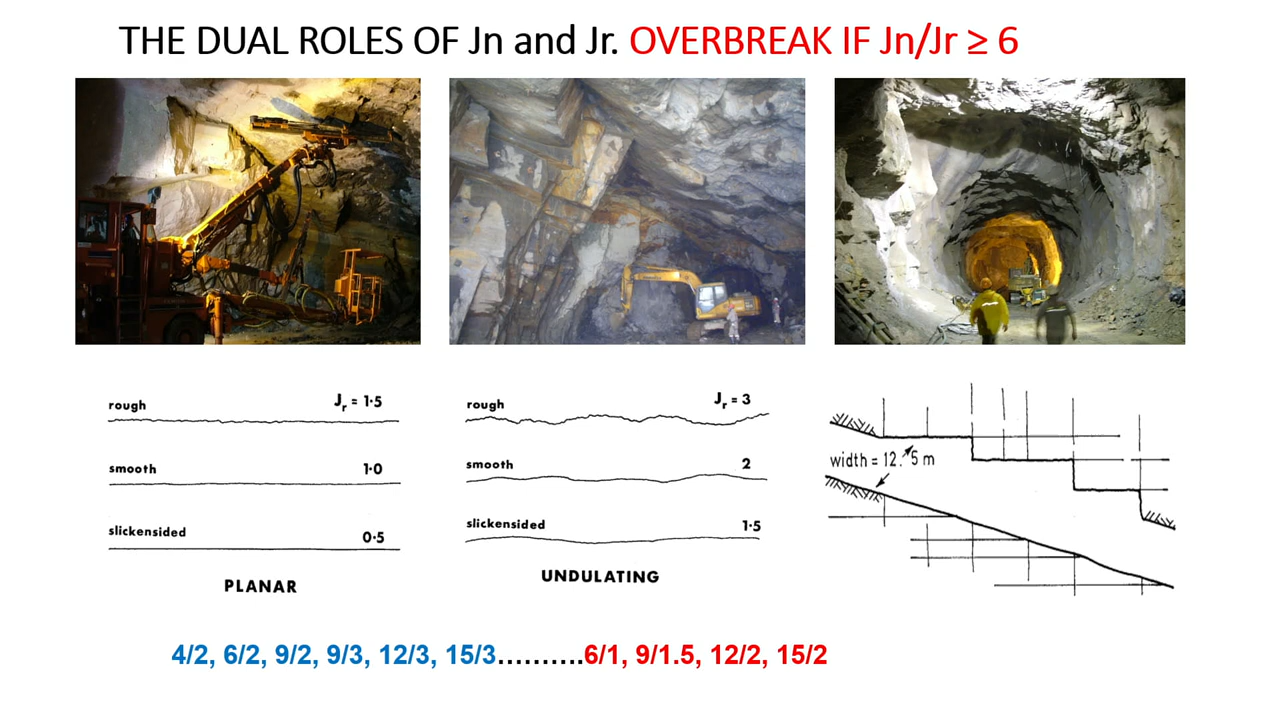 THE DUAL ROLES OF Jn and Jr. OVERBREAK IF Jn/Jr ≥ 6
rough Jr = 1·5
smooth 1·0
slickensided 0·5
PLANAR
rough Jr = 3
smooth 2
slickensided 1·5
UNDULATING
width = 12.5 m
4/2, 6/2, 9/2, 9/3, 12/3, 15/3……….6/1, 9/1.5, 12/2, 15/2